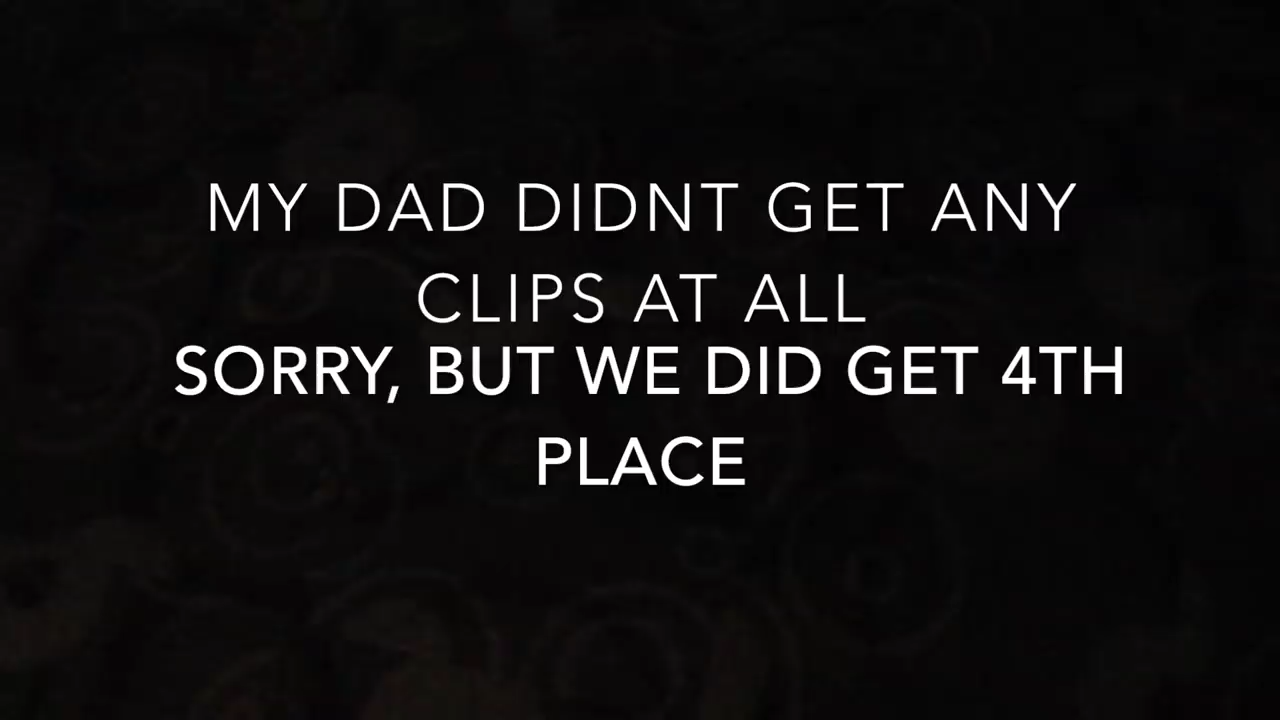 MY DAD DIDNT GET ANY
CLIPS AT ALL
SORRY, BUT WE DID GET 4TH
PLACE